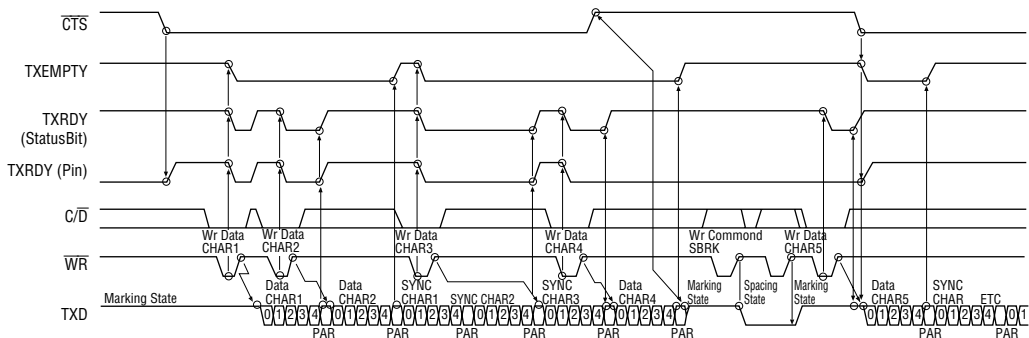 CTS
TXEMPTY
TXRDY
(StatusBit)
TXRDY (Pin)
C/D
Wr Data
CHAR1
Wr Data
CHAR2
Wr Data
CHAR3
Wr Data
CHAR4
Wr Commond
SBRK
Wr Data
CHAR5
WR
Marking State
Data
CHAR1
Data
CHAR2
SYNC
CHAR1
SYNC CHAR2
SYNC
CHAR3
Data
CHAR4
Marking
State
Spacing
State
Marking
State
Data
CHAR5
SYNC
CHAR
ETC
TXD
0 1 2 3 4 0 1 2 3 4 0 1 2 3 4 0 1 2 3 4 0 1 2 3 4 0 1 2 3 4 0 1 2 3 4 0 1 2 3 4 0 1
PAR PAR PAR PAR PAR PAR PAR